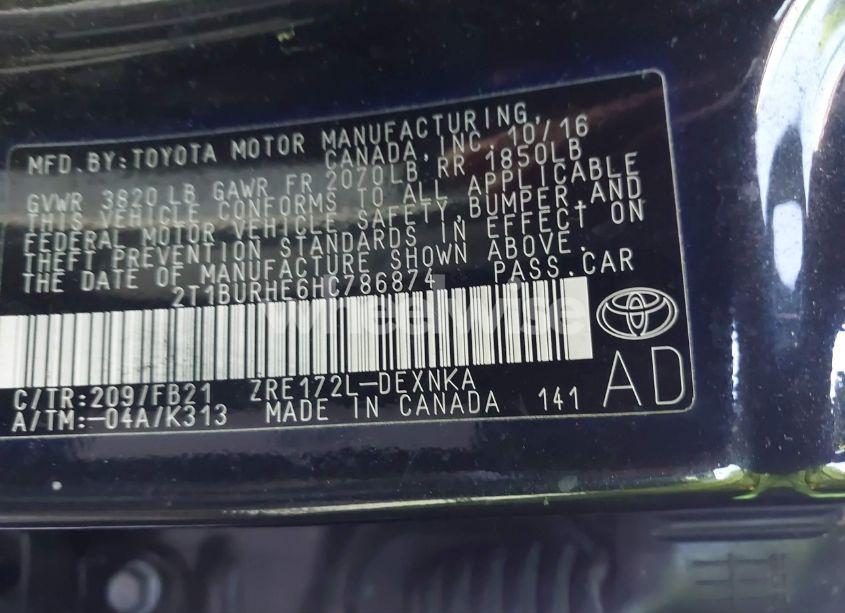 MFD. BY: TOYOTA MOTOR MANUFACTURING,
CANADA, INC. 10/16
GVWR 3820 LB GAWR FR 2070LB RR 1850LB
THIS VEHICLE CONFORMS TO ALL APPLICABLE
FEDERAL MOTOR VEHICLE SAFETY, BUMPER, AND
THEFT PREVENTION STANDARDS IN EFFECT ON
THE DATE OF MANUFACTURE SHOWN ABOVE.
2T1BURHE6HC786874 PASS. CAR
wheelwise
C/TR: 209/FB21 ZRE172L-DEXNKA
A/TM: -04A/K313 MADE IN CANADA 141
AD